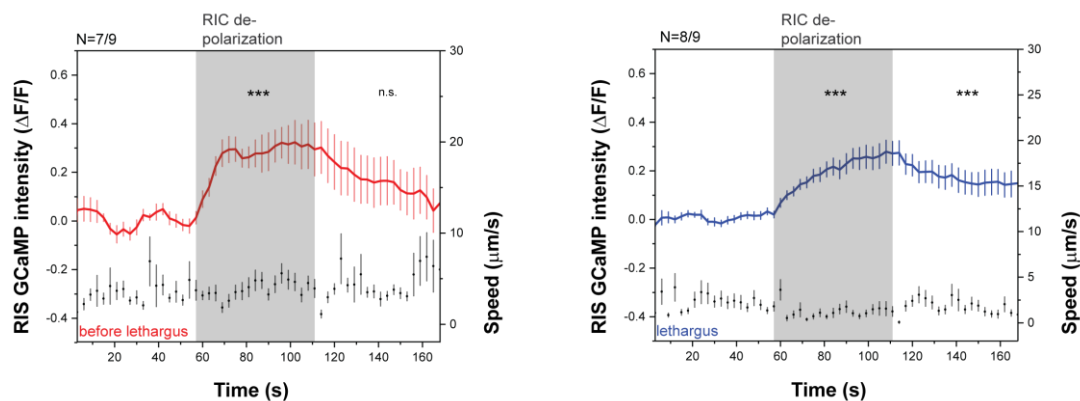 RIC de-
polarization
N=7/9
RIS GCaMP intensity (ΔF/F)
0.6
0.4
0.2
0.0
-0.2
-0.4
***
n.s.
before lethargus
30
20
10
0
Speed (μm/s)
20 40 60 80 100 120 140 160
Time (s)
RIC de-
polarization
N=8/9
RIS GCaMP intensity (ΔF/F)
0.6
0.4
0.2
0.0
-0.2
-0.4
***
***
lethargus
30
25
20
15
10
5
0
Speed (μm/s)
20 40 60 80 100 120 140 160
Time (s)